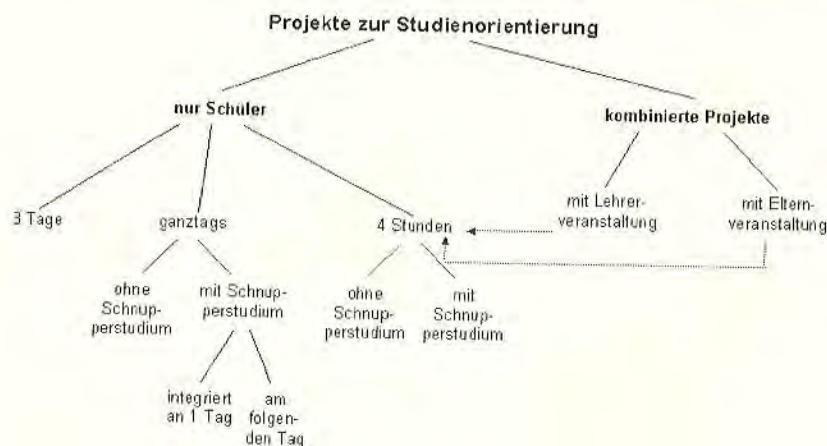 Projekte zur Studienorientierung
nur Schüler
kombinierte Projekte
3 Tage
ganztags
4 Stunden
mit Lehrer-
veranstaltung
mit Eltern-
veranstaltung
ohne
Schnup-
perstudium
mit Schnup-
perstudium
ohne
Schnup-
perstudium
mit
Schnup-
perstudium
integriert
an 1 Tag
am
folgen-
den Tag